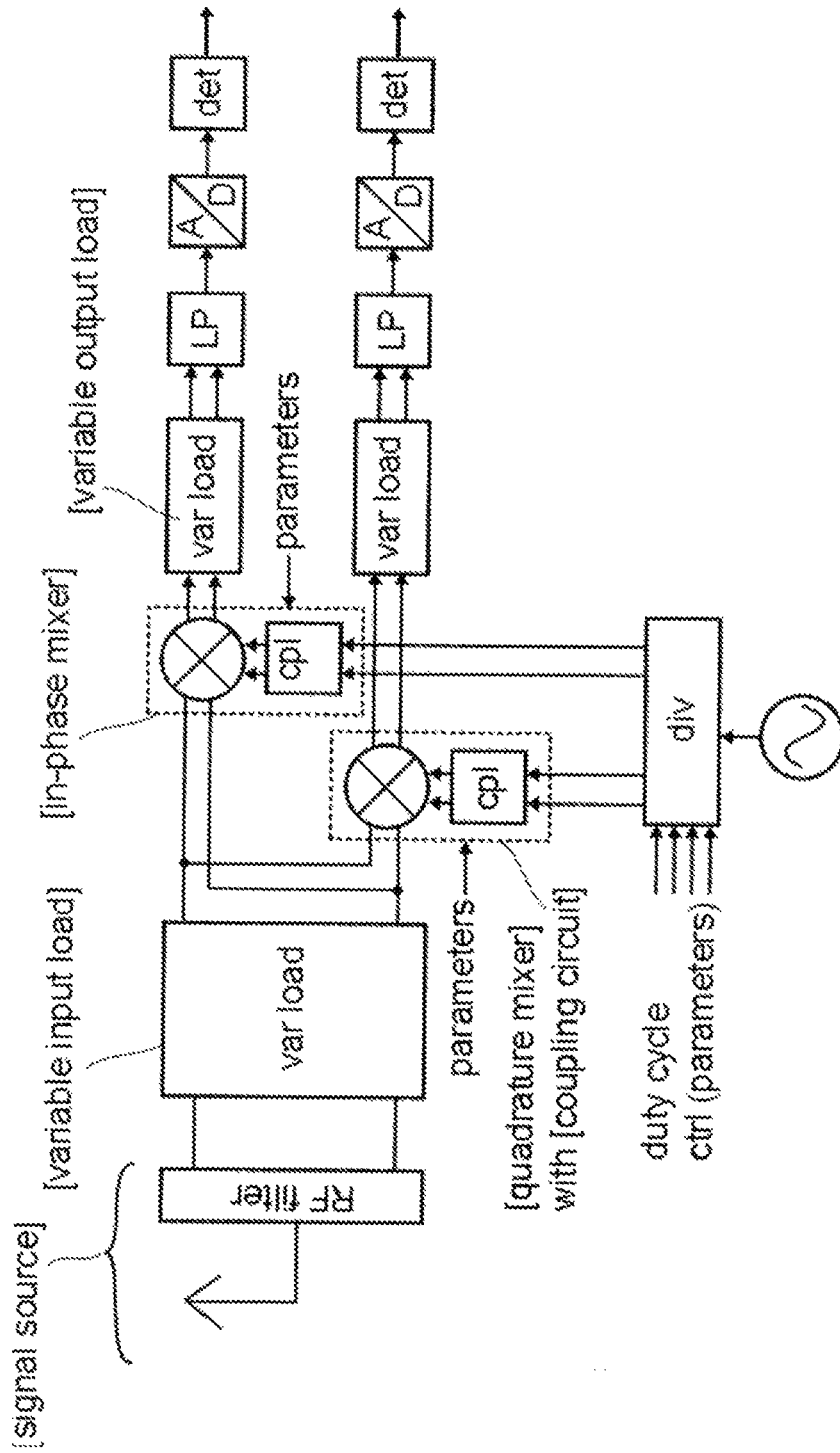 [signal source]
[variable input load]
[in-phase mixer]
[variable output load]
RF filter
var load
cpl
parameters
var load
LP
A
D
det
parameters
cpl
var load
LP
A
D
det
[quadrature mixer]
with [coupling circuit]
duty cycle
ctrl (parameters)
div